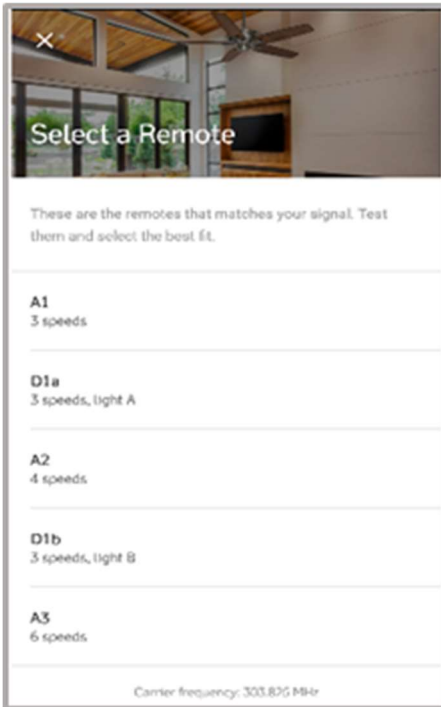 Select a Remote
These are the remotes that matches your signal. Test
them and select the best fit.
A1
3 speeds
D1a
3 speeds, light A
A2
4 speeds
D1b
3 speeds, light B
A3
6 speeds
Carrier frequency: 303.826 MHz